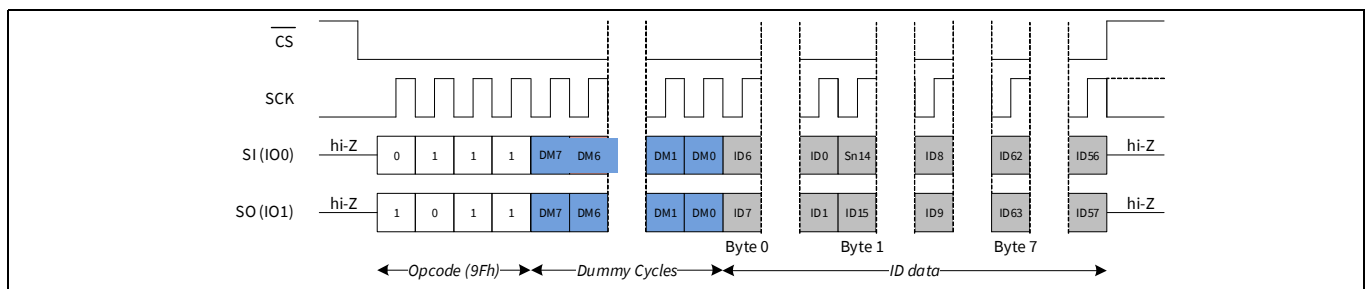 CS
SCK
hi-Z
SI (IO0)
0 1 1 1 DM7 DM6 DM1 DM0 ID6 ID0 Sn14 ID8 ID62 ID56
hi-Z
hi-Z
SO (IO1)
1 0 1 1 DM7 DM6 DM1 DM0 ID7 ID1 ID15 ID9 ID63 ID57
hi-Z
Byte 0 Byte 1 Byte 7
Opcode (9Fh) Dummy Cycles ID data